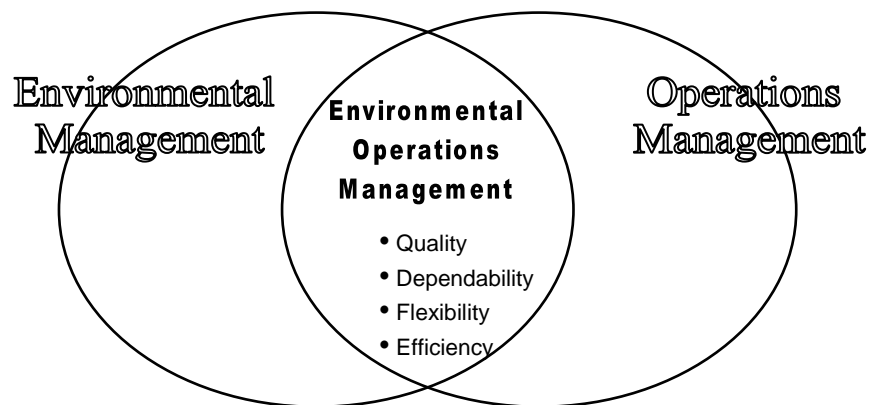 Environmental
Management
Environmental
Operations
Management
• Quality
• Dependability
• Flexibility
• Efficiency
Operations
Management